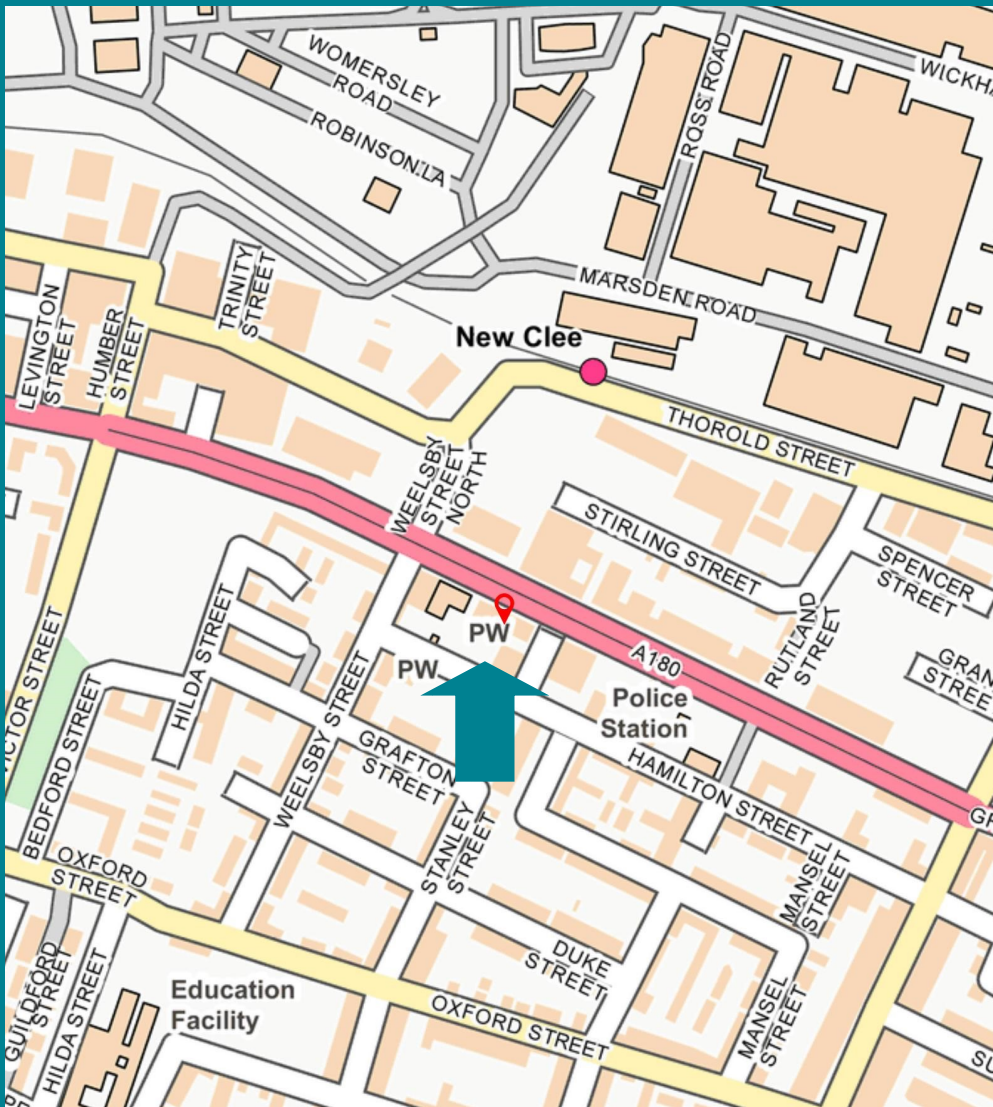 WOMERSLEY
ROAD
ROBINSON LA
ROSS ROAD
WICKHA
MARSDEN ROAD
TRINITY
STREET
LEVINGTON
STREET
HUMBER
STREET
New Clee
THOROLD STREET
WEELSBY
STREET
NORTH
STIRLING STREET
SPENCER
STREET
RUTLAND
STREET
GRAN
STREE
PW
PW
A180
Police
Station
HILDA STREET
VICTOR STREET
BEDFORD STREET
WEELSBY STREET
GRAFTON
STREET
HAMILTON STREET
GR
STANLEY
STREET
MANSEL
STREET
OXFORD
STREET
DUKE
STREET
MANSEL
STREET
Education
Facility
OXFORD STREET
GUILDFORD
STREET
HILDA STREET
SU